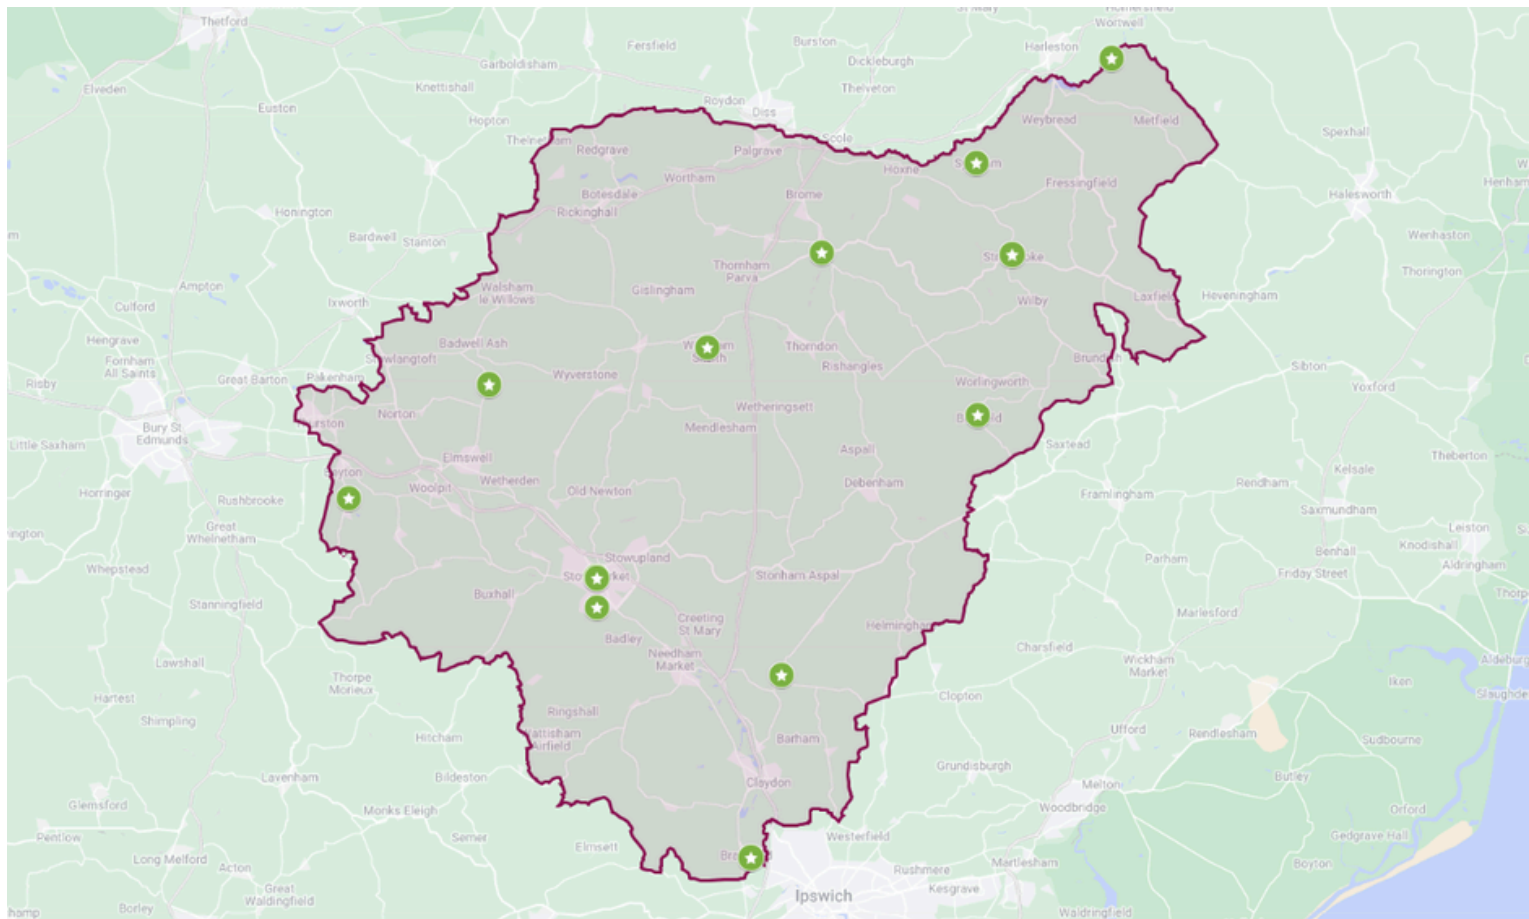 Thetford
Wortwell
Fersfield
Burston
Harleston
Garboldisham
Dickleburgh
Elveden
Knettishall
Thelveton
Euston
Roydon
Diss
Hopton
Weybread
Metfield
Spexhall
Scole
Redgrave
Palgrave
Hoxne
Wortham
Fressingfield
Botesdale
Brome
Halesworth
Honington
Rickinghall
Bardwell
Stanton
Wenhaston
Thornham
Parva
Thorington
Walsham
le Willows
Gislingham
Ampton
Culford
Ixworth
Wilby
Laxfield
Heveningham
Hengrave
Badwell Ash
Thorndon
Fornham
All Saints
Rishangles
Sibton
Risby
Great Barton
Pakenham
Wyverstone
Worlingworth
Yoxford
Norton
Wetheringsett
Bury St
Edmunds
Mendlesham
Little Saxham
Saxtead
Aspall
Theberton
Elmswell
Kelsale
Wetherden
Debenham
Rendham
Horringer
Rushbrooke
Woolpit
Old Newton
Framlingham
Saxmundham
Great
Whelnetham
Leiston
Knodishall
Stowupland
Parham
Benhall
Whepstead
Stonham Aspal
Friday Street
Aldringham
Buxhall
Stanningfield
Creeting
St Mary
Marlesford
Badley
Helmingham
Charsfield
Needham
Market
Wickham
Market
Lawshall
Thorpe
Morieux
Iken
Hartest
Clopton
Shimpling
Ringshall
Ufford
Rendlesham
Hitcham
Airfield
Barham
Sudbourne
Grundisburgh
Lavenham
Bildeston
Claydon
Melton
Butley
Glemsford
Monks Eleigh
Woodbridge
Orford
Pentlow
Semer
Elmsett
Westerfield
Gedgrave Hall
Long Melford
Acton
Martlesham
Boyton
Rushmere
Great
Waldingfield
Ipswich
Kesgrave
Borley
Waldringfield